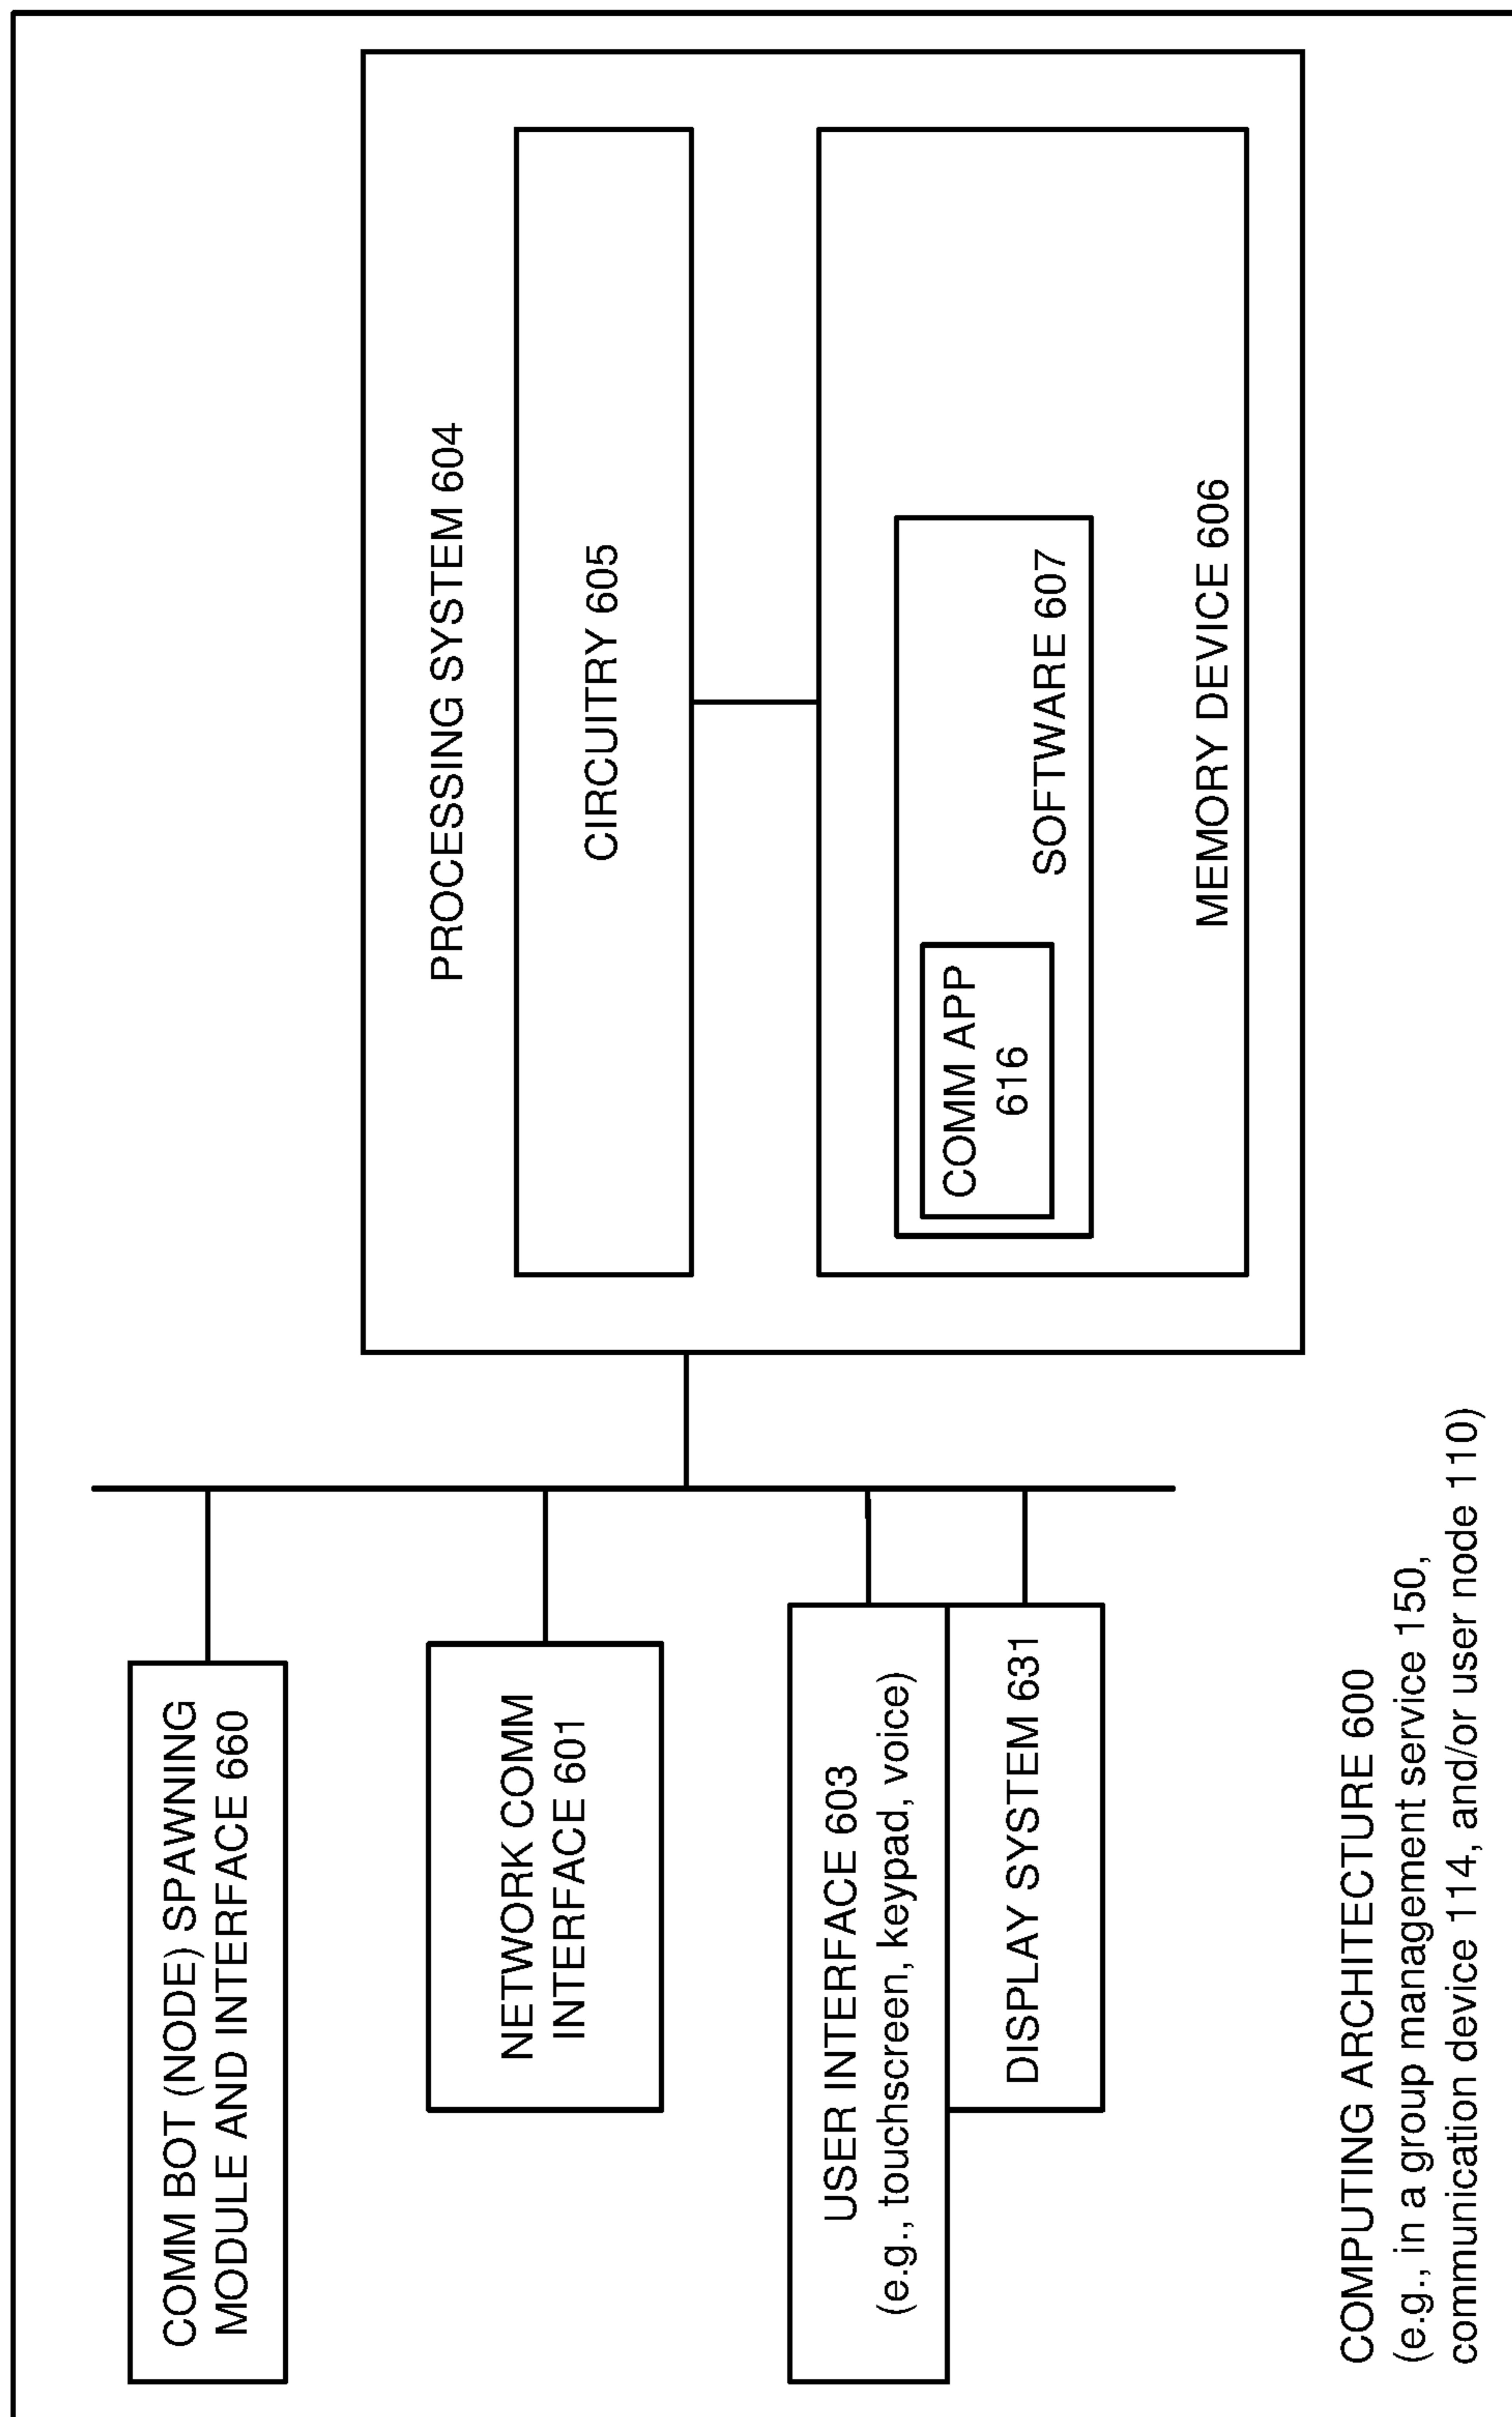 COMM BOT (NODE) SPAWNING
MODULE AND INTERFACE 660
NETWORK COMM
INTERFACE 601
USER INTERFACE 603
(e.g., touchscreen, keypad, voice)
DISPLAY SYSTEM 631
PROCESSING SYSTEM 604
CIRCUITRY 605
COMM APP
616
SOFTWARE 607
MEMORY DEVICE 606
COMPUTING ARCHITECTURE 600
(e.g., in a group management service 150,
communication device 114, and/or user node 110)